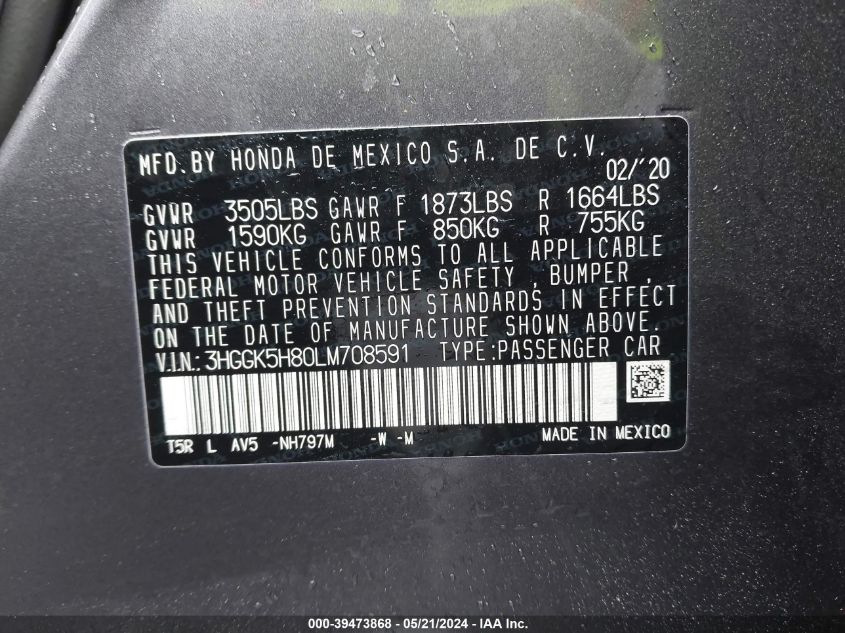 MFD.BY HONDA DE MEXICO S.A. DE C.V.
02/'20
GVWR 3505LBS GAWR F 1873LBS R 1664LBS
GVWR 1590KG GAWR F 850KG R 755KG
THIS VEHICLE CONFORMS TO ALL APPLICABLE
FEDERAL MOTOR VEHICLE SAFETY ,BUMPER ,
AND THEFT PREVENTION STANDARDS IN EFFECT
ON THE DATE OF MANUFACTURE SHOWN ABOVE.
V.I.N.:3HGGK5H80LM708591 TYPE:PASSENGER CAR
T5R L AV5 -NH797M -W -M MADE IN MEXICO
000-39473868 - 05/21/2024 - IAA Inc.